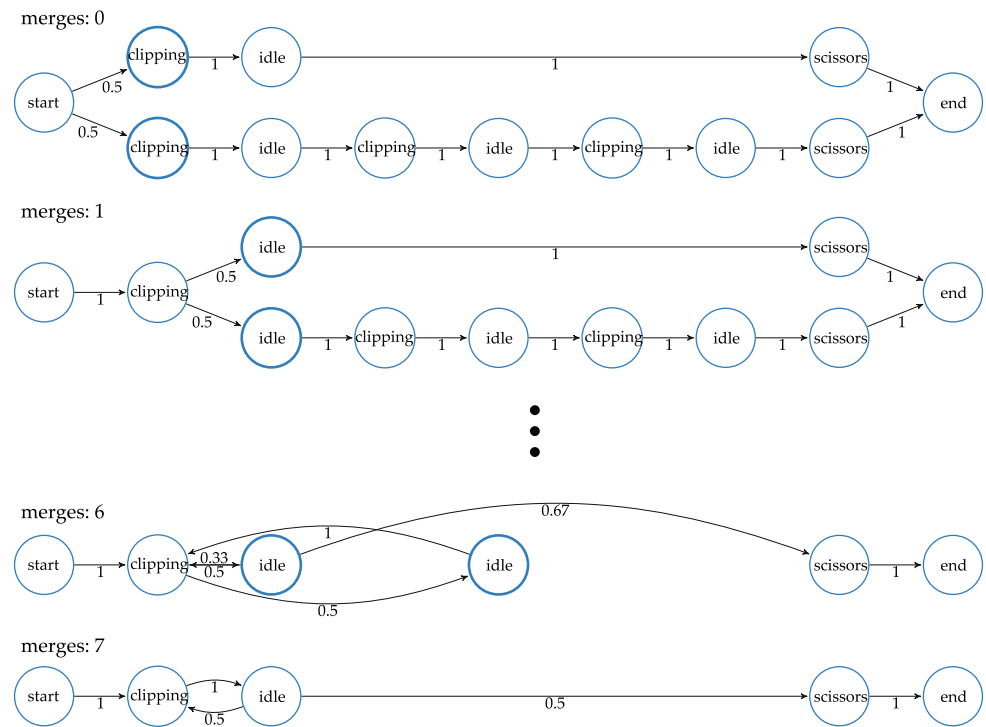 merges: 0
clipping
idle
scissors
1
1
0.5
1
start
end
0.5
1
clipping
idle
clipping
idle
clipping
idle
scissors
1
1
1
1
1
1
merges: 1
idle
scissors
1
0.5
1
start
clipping
end
1
0.5
1
idle
clipping
idle
clipping
idle
scissors
1
1
1
1
1
merges: 6
0.67
1
0.33
start
clipping
idle
idle
scissors
end
1
0.5
1
0.5
merges: 7
1
start
clipping
idle
scissors
end
1
0.5
0.5
1